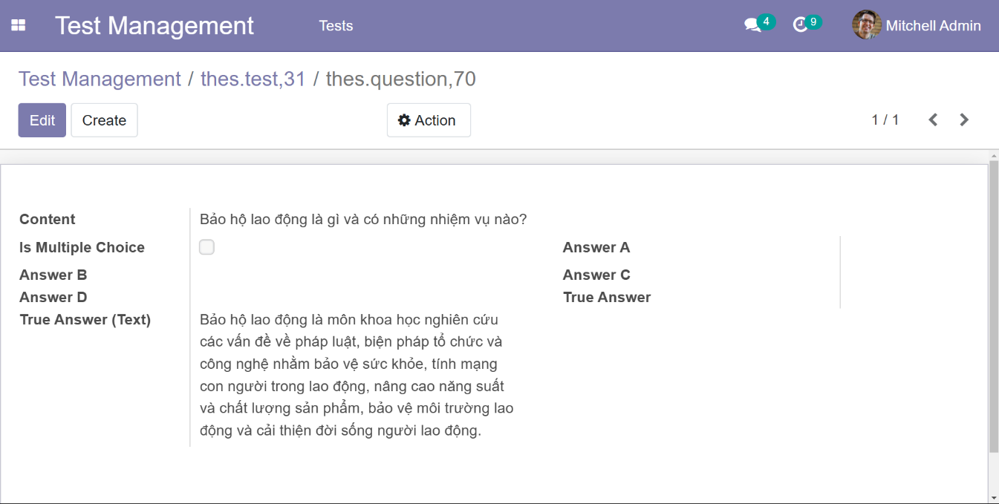 Test Management Tests 4 9 Mitchell Admin
Test Management / thes.test,31 / thes.question,70
Edit Create Action 1 / 1
Content Bảo hộ lao động là gì và có những nhiệm vụ nào?
Is Multiple Choice Answer A
Answer B Answer C
Answer D True Answer
True Answer (Text) Bảo hộ lao động là môn khoa học nghiên cứu
các vấn đề về pháp luật, biện pháp tổ chức và
công nghệ nhằm bảo vệ sức khỏe, tính mạng
con người trong lao động, nâng cao năng suất
và chất lượng sản phẩm, bảo vệ môi trường lao
động và cải thiện đời sống người lao động.